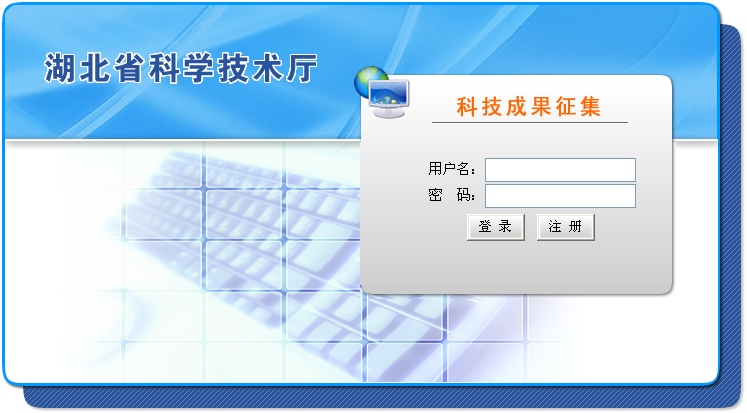 湖北省科学技术厅
科技成果征集
用户名：
密　码：
登 录 注 册